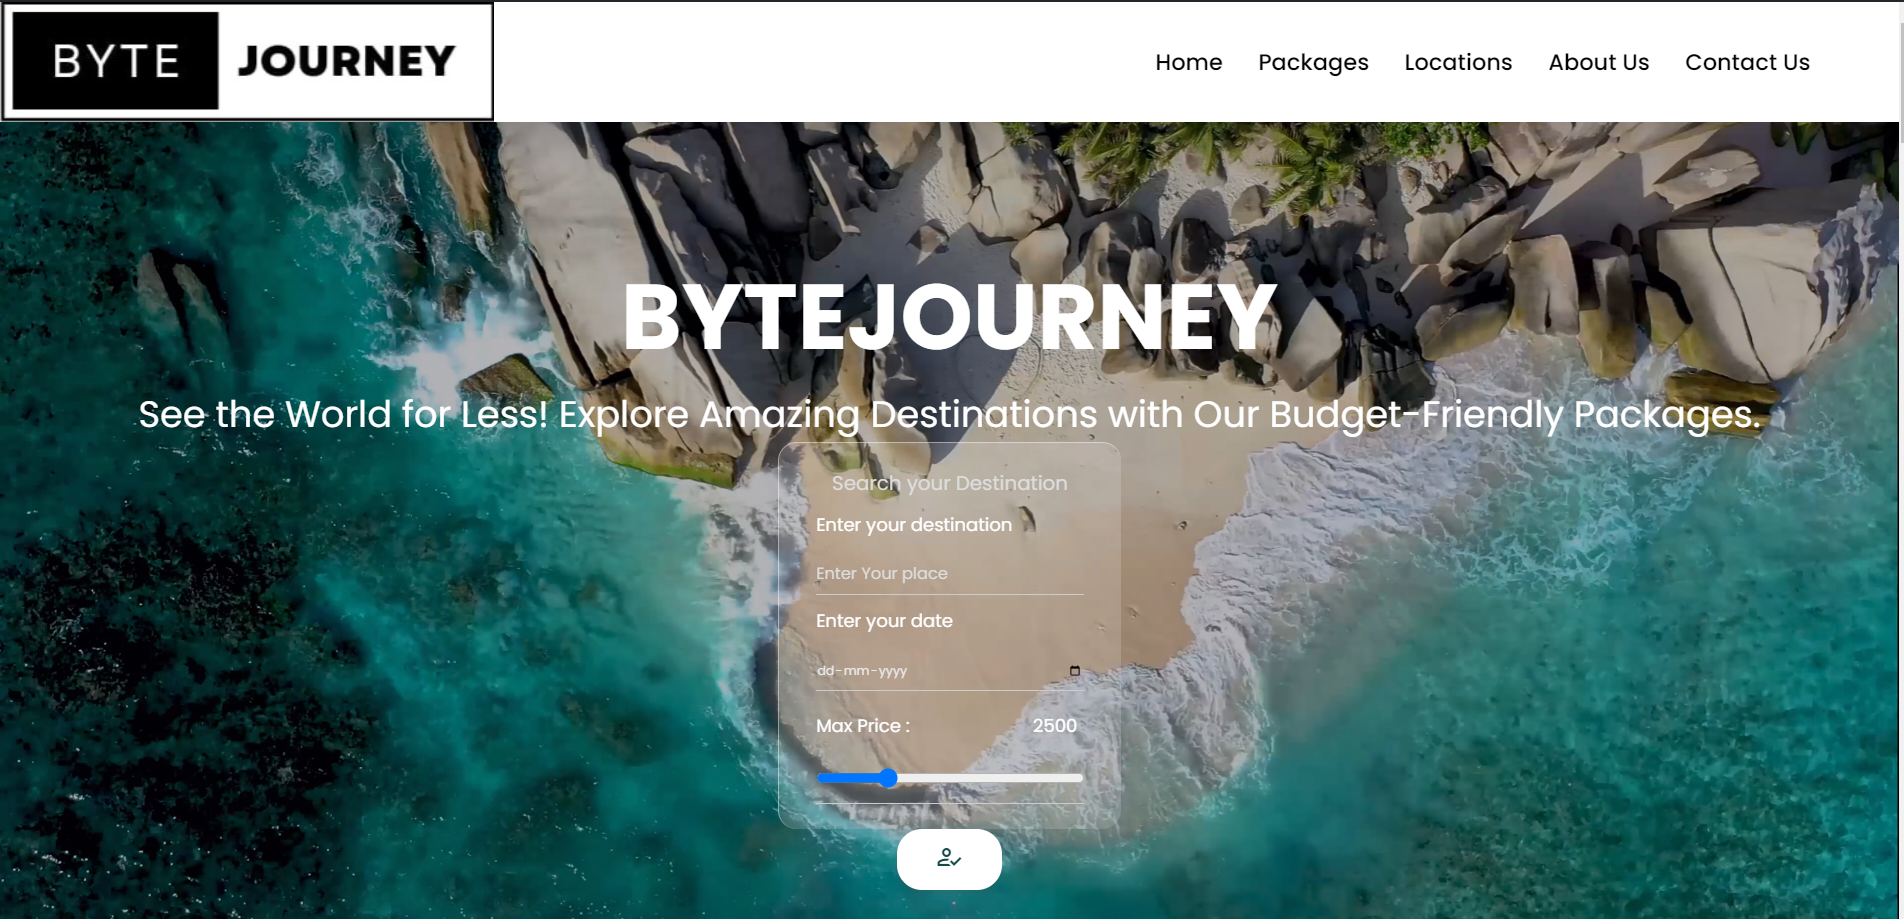 BYTE JOURNEY
Home Packages Locations About Us Contact Us
BYTEJOURNEY
See the World for Less! Explore Amazing Destinations with Our Budget-Friendly Packages.
Search your Destination
Enter your destination
Enter Your place
Enter your date
dd-mm-yyyy
Max Price : 2500